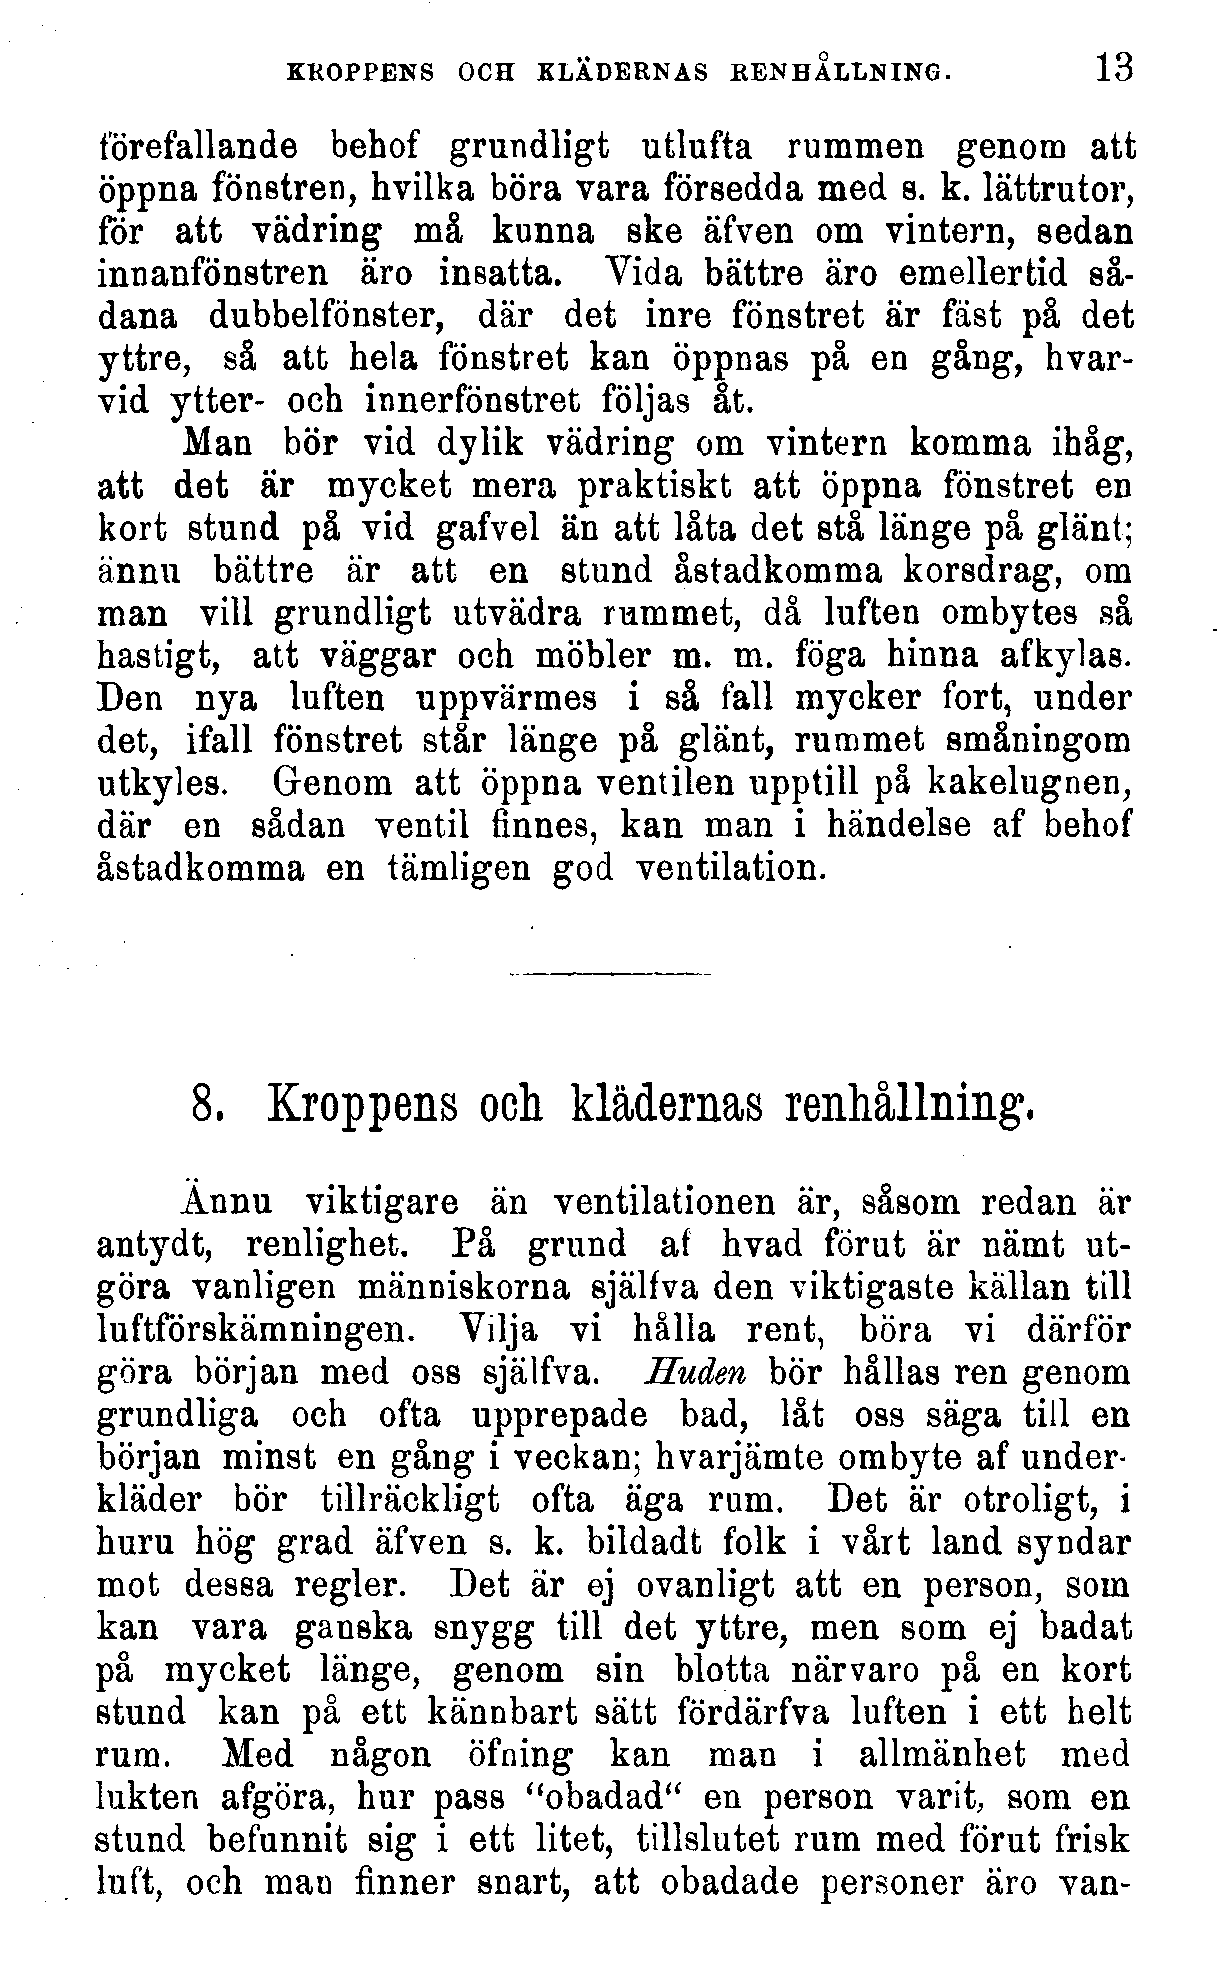 KROPPENS OCH KLÄDERNAS RENHÅLLNING. 13
förefallande behof grundligt utlufta rummen genom att
öppna fönstren, hvilka böra vara försedda med s. k. lättrutor,
för att vädring må kunna ske äfven om vintern, sedan
innanfönstren äro insatta. Vida bättre äro emellertid så-
dana dubbelfönster, där det inre fönstret är fäst på det
yttre, så att hela fönstret kan öppnas på en gång, hvar-
vid ytter- och innerfönstret följas åt.
Man bör vid dylik vädring om vintern komma ihåg,
att det är mycket mera praktiskt att öppna fönstret en
kort stund på vid gafvel än att låta det stå länge på glänt;
ännu bättre är att en stund åstadkomma korsdrag, om
man vill grundligt utvädra rummet, då luften ombytes så
hastigt, att väggar och möbler m. m. föga hinna afkylas.
Den nya luften uppvärmes i så fall mycker fort, under
det, ifall fönstret står länge på glänt, rummet småningom
utkyles. Genom att öppna ventilen upptill på kakelugnen,
där en sådan ventil finnes, kan man i händelse af behof
åstadkomma en tämligen god ventilation.
8. Kroppens och klädernas renhållning.
Ännu viktigare än ventilationen är, såsom redan är
antydt, renlighet. På grund af hvad förut är nämt ut-
göra vanligen människorna själfva den viktigaste källan till
luftförskämningen. Vilja vi hålla rent, böra vi därför
göra början med oss själfva. Huden bör hållas ren genom
grundliga och ofta upprepade bad, låt oss säga till en
början minst en gång i veckan; hvarjämte ombyte af under-
kläder bör tillräckligt ofta äga rum. Det är otroligt, i
huru hög grad äfven s. k. bildadt folk i vårt land syndar
mot dessa regler. Det är ej ovanligt att en person, som
kan vara ganska snygg till det yttre, men som ej badat
på mycket länge, genom sin blotta närvaro på en kort
stund kan på ett kännbart sätt fördärfva luften i ett helt
rum. Med någon öfning kan man i allmänhet med
lukten afgöra, hur pass “obadad“ en person varit, som en
stund befunnit sig i ett litet, tillslutet rum med förut frisk
luft, och man finner snart, att obadade personer äro van-